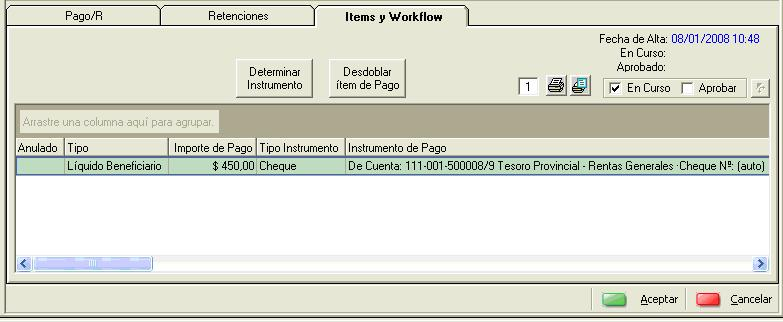 Pago/R Retenciones Items y Workflow
Fecha de Alta: 08/01/2008 10:48
En Curso:
Aprobado:
Determinar Instrumento
Desdoblar ítem de Pago
1
En Curso Aprobar
Arrastre una columna aquí para agrupar.
Anulado Tipo Importe de Pago Tipo Instrumento Instrumento de Pago
Líquido Beneficiario $ 450,00 Cheque De Cuenta: 111-001-500008/9 Tesoro Provincial - Rentas Generales ·Cheque Nº: (auto)
Aceptar Cancelar